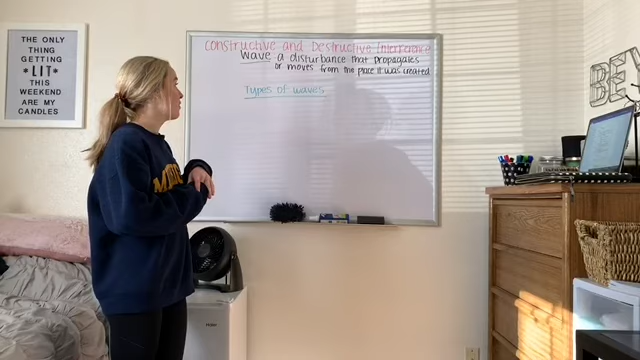 THE ONLY
THING
GETTING
*LIT*
THIS
WEEKEND
ARE MY
CANDLES
Constructive and Destructive Interference
Wave a disturbance that propagates
or moves from the place it was created
Types of waves
Haier